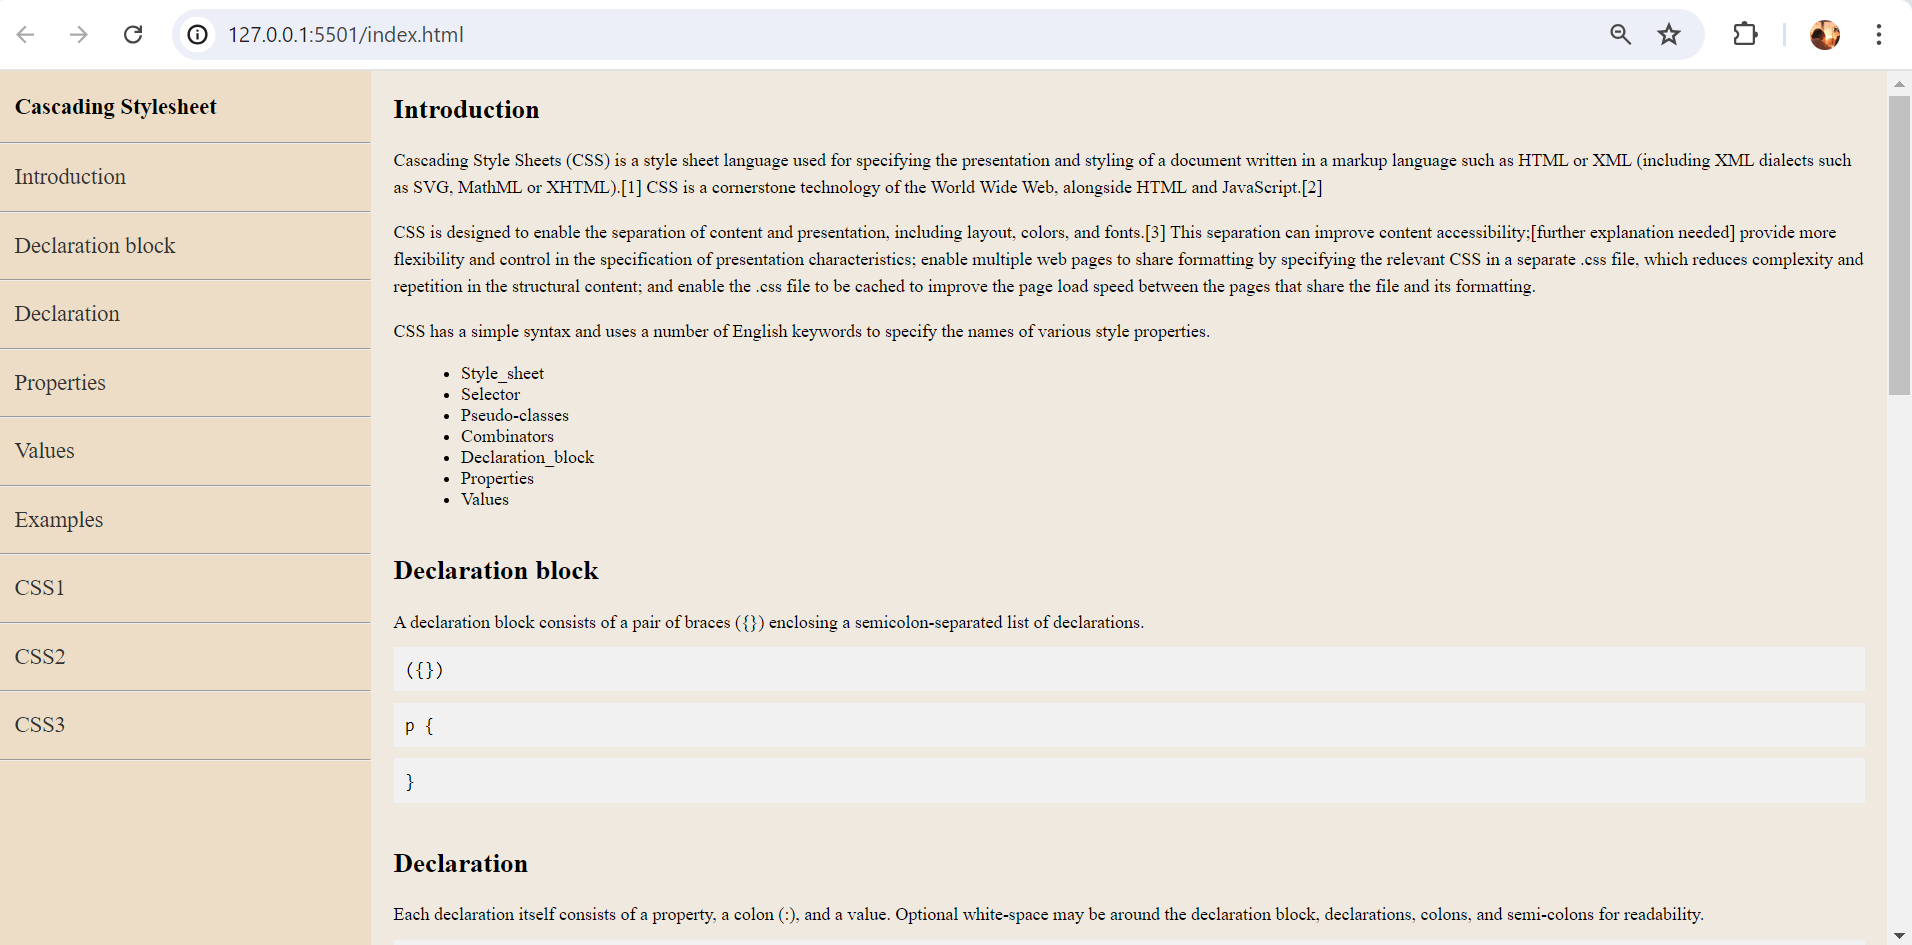 127.0.0.1:5501/index.html
Cascading Stylesheet
Introduction
Declaration block
Declaration
Properties
Values
Examples
CSS1
CSS2
CSS3
Introduction
Cascading Style Sheets (CSS) is a style sheet language used for specifying the presentation and styling of a document written in a markup language such as HTML or XML (including XML dialects such
as SVG, MathML or XHTML).[1] CSS is a cornerstone technology of the World Wide Web, alongside HTML and JavaScript.[2]
CSS is designed to enable the separation of content and presentation, including layout, colors, and fonts.[3] This separation can improve content accessibility;[further explanation needed] provide more
flexibility and control in the specification of presentation characteristics; enable multiple web pages to share formatting by specifying the relevant CSS in a separate .css file, which reduces complexity and
repetition in the structural content; and enable the .css file to be cached to improve the page load speed between the pages that share the file and its formatting.
CSS has a simple syntax and uses a number of English keywords to specify the names of various style properties.
• Style_sheet
• Selector
• Pseudo-classes
• Combinators
• Declaration_block
• Properties
• Values
Declaration block
A declaration block consists of a pair of braces ({}) enclosing a semicolon-separated list of declarations.
({})
p {
}
Declaration
Each declaration itself consists of a property, a colon (:), and a value. Optional white-space may be around the declaration block, declarations, colons, and semi-colons for readability.